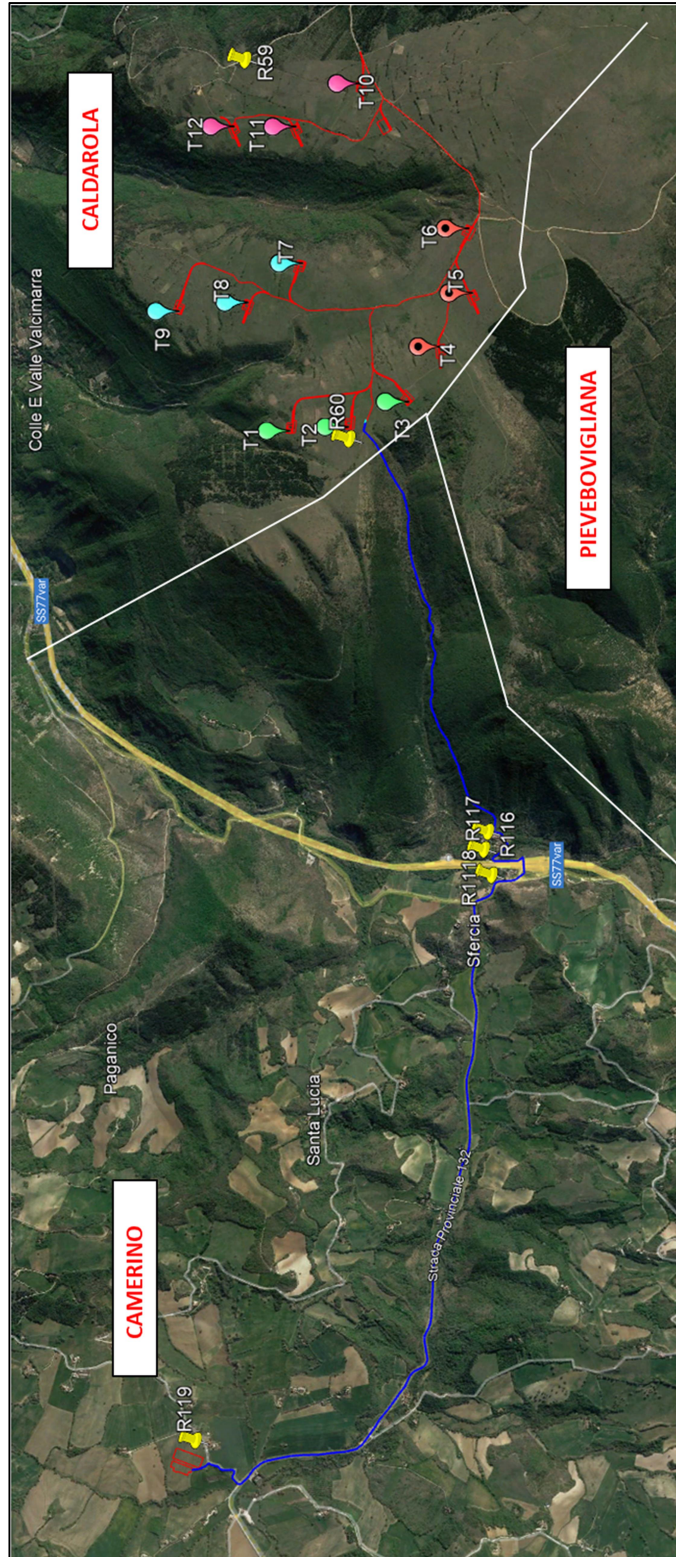 Colle E Valle Valcimarra
SS77var
CALDAROLA
Paganico
CAMERINO
T9
R119
T12
T8
T1
T11
R59
T7
T2
Santa Lucia
R60
T10
T3
T6
T4
T5
Strada Provinciale 132
Sfercia
R1118
R117
R116
SS77var
PIEVEBOVIGLIANA